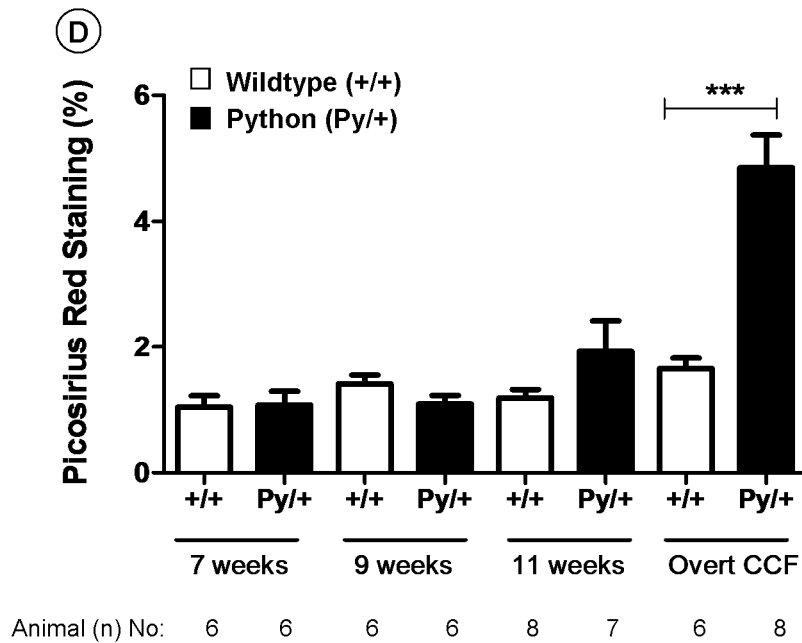 D
Wildtype (+/+)
Python (Py/+)
***
Picosirius Red Staining (%)
6
4
2
0
+/+ Py/+ +/+ Py/+ +/+ Py/+ +/+ Py/+
7 weeks 9 weeks 11 weeks Overt CCF
Animal (n) No: 6 6 6 6 8 7 6 8